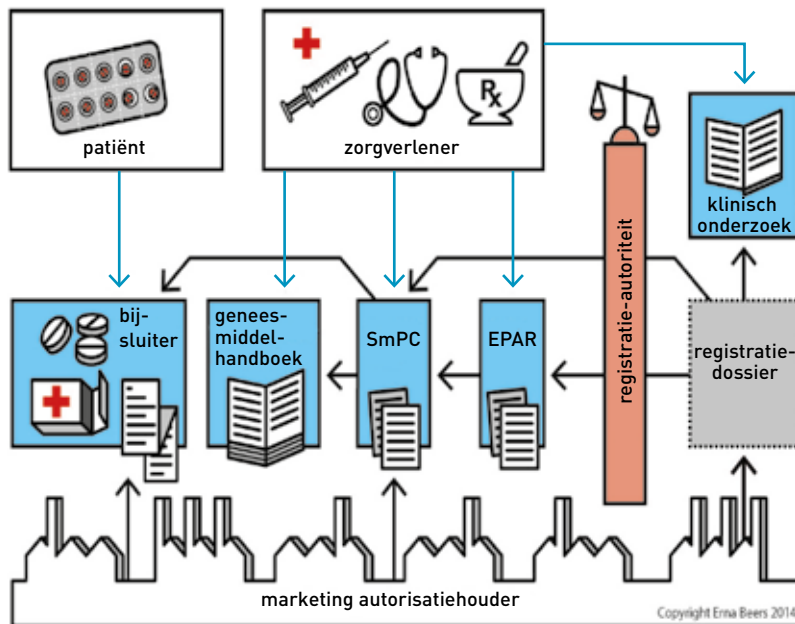 patiënt
zorgverlener
Rx
klinisch
onderzoek
registratie-autoriteit
bij-
sluiter
genees-
middel-
handboek
SmPC
EPAR
registratie-
dossier
marketing autorisatiehouder
Copyright Erna Beers 2014